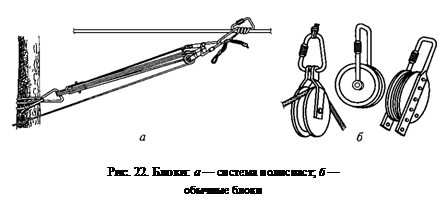 а
б
Рис. 22. Блоки: а — система полиспаст; б —
обычные блоки